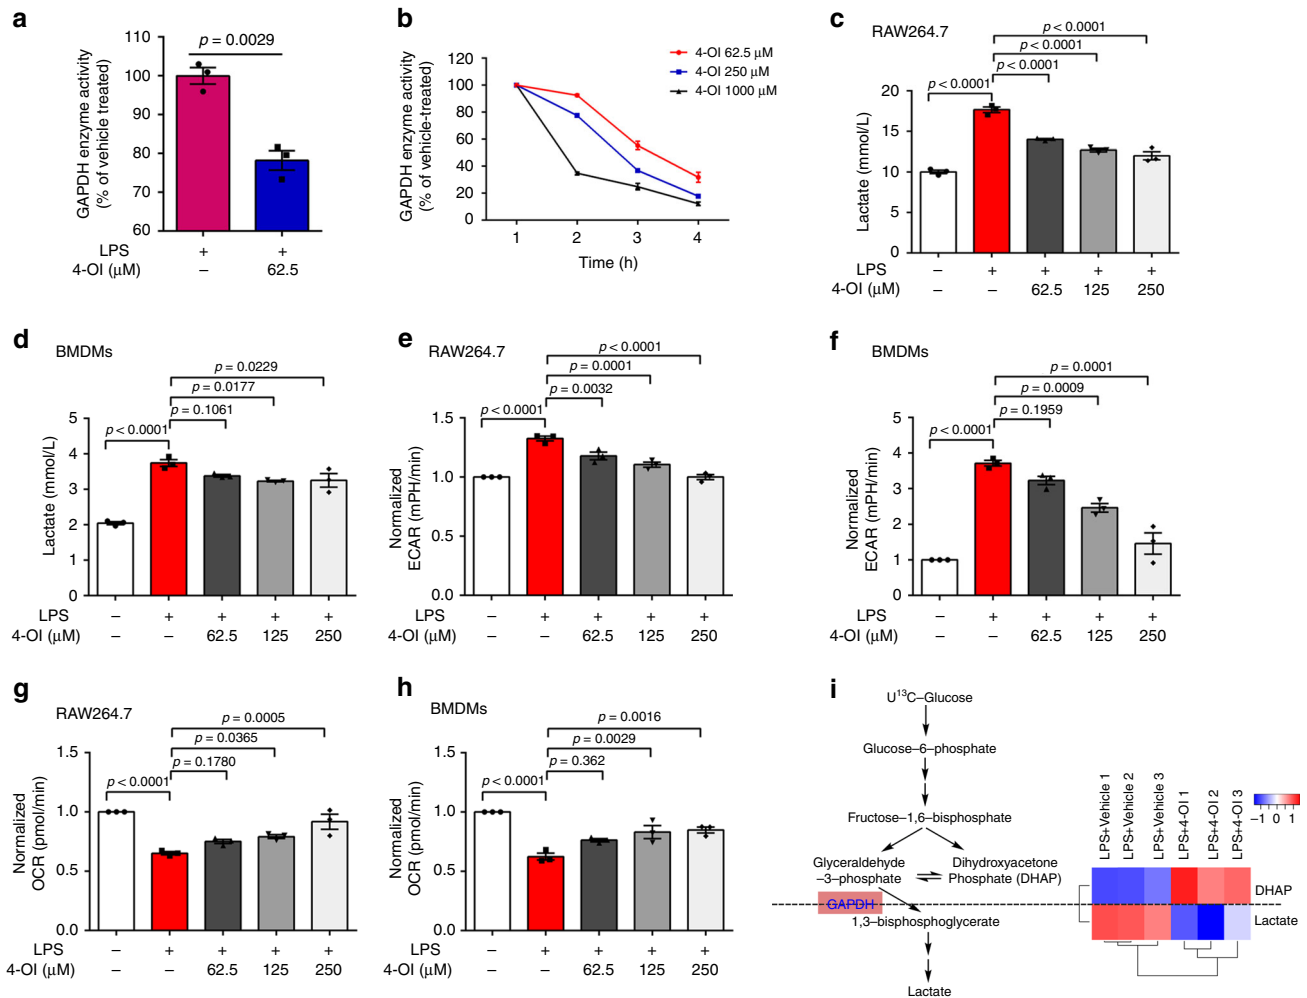 a
p = 0.0029
GAPDH enzyme activity
(% of vehicle treated)
110
100
90
80
70
60
LPS + +
4-OI (μM) – 62.5
b
GAPDH enzyme activity
(% of vehicle-treated)
120
100
80
60
40
20
0
1 2 3 4
Time (h)
4-OI 62.5 μM
4-OI 250 μM
4-OI 1000 μM
c
RAW264.7
p < 0.0001
p < 0.0001
p < 0.0001
p < 0.0001
Lactate (mmol/L)
20
15
10
5
0
LPS – + + + +
4-OI (μM) – – 62.5 125 250
d
BMDMs
p = 0.0229
p = 0.0177
p = 0.1061
p < 0.0001
Lactate (mmol/L)
5
4
3
2
1
0
LPS – + + + +
4-OI (μM) – – 62.5 125 250
e
RAW264.7
p < 0.0001
p = 0.0001
p = 0.0032
p < 0.0001
Normalized
ECAR (mPH/min)
1.5
1.0
0.5
0.0
LPS – + + + +
4-OI (μM) – – 62.5 125 250
f
BMDMs
p = 0.0001
p = 0.0009
p = 0.1959
p < 0.0001
Normalized
ECAR (mPH/min)
5
4
3
2
1
0
LPS – + + + +
4-OI (μM) – – 62.5 125 250
g
RAW264.7
p = 0.0005
p = 0.0365
p = 0.1780
p < 0.0001
Normalized
OCR (pmol/min)
1.5
1.0
0.5
0.0
LPS – + + + +
4-OI (μM) – – 62.5 125 250
h
BMDMs
p = 0.0016
p = 0.0029
p = 0.362
p < 0.0001
Normalized
OCR (pmol/min)
1.5
1.0
0.5
0.0
LPS – + + + +
4-OI (μM) – – 62.5 125 250
i
U¹³C–Glucose
Glucose–6–phosphate
Fructose–1,6–bisphosphate
Glyceraldehyde
–3–phosphate
Dihydroxyacetone
Phosphate (DHAP)
GAPDH
1,3–bisphosphoglycerate
Lactate
LPS+Vehicle 1
LPS+Vehicle 2
LPS+Vehicle 3
LPS+4-OI 1
LPS+4-OI 2
LPS+4-OI 3
–1 0 1
DHAP
Lactate